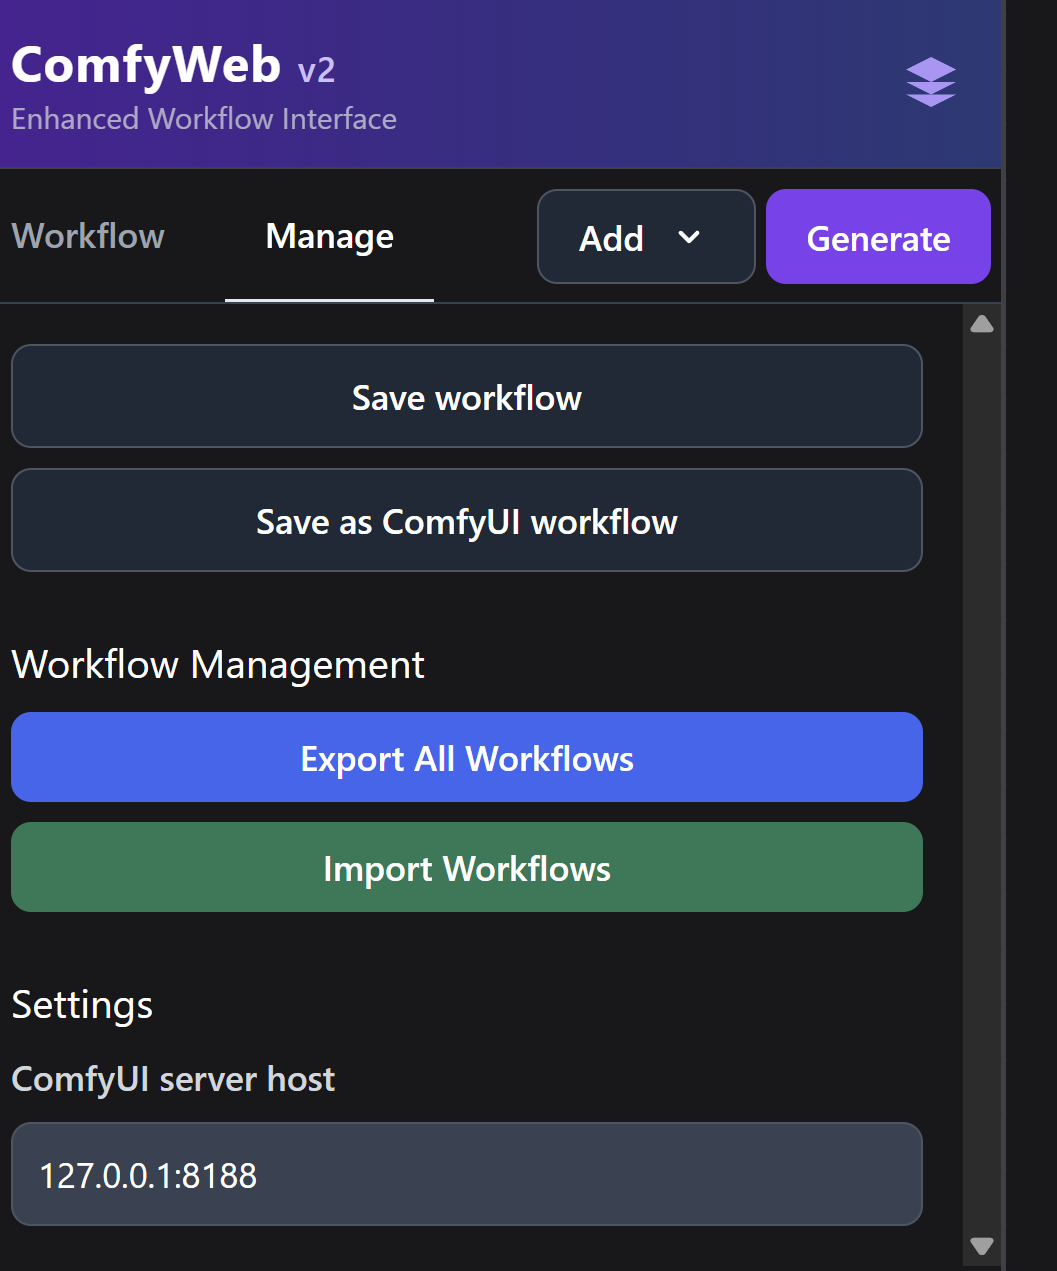 ComfyWeb v2
Enhanced Workflow Interface
Workflow Manage Add Generate
Save workflow
Save as ComfyUI workflow
Workflow Management
Export All Workflows
Import Workflows
Settings
ComfyUI server host
127.0.0.1:8188